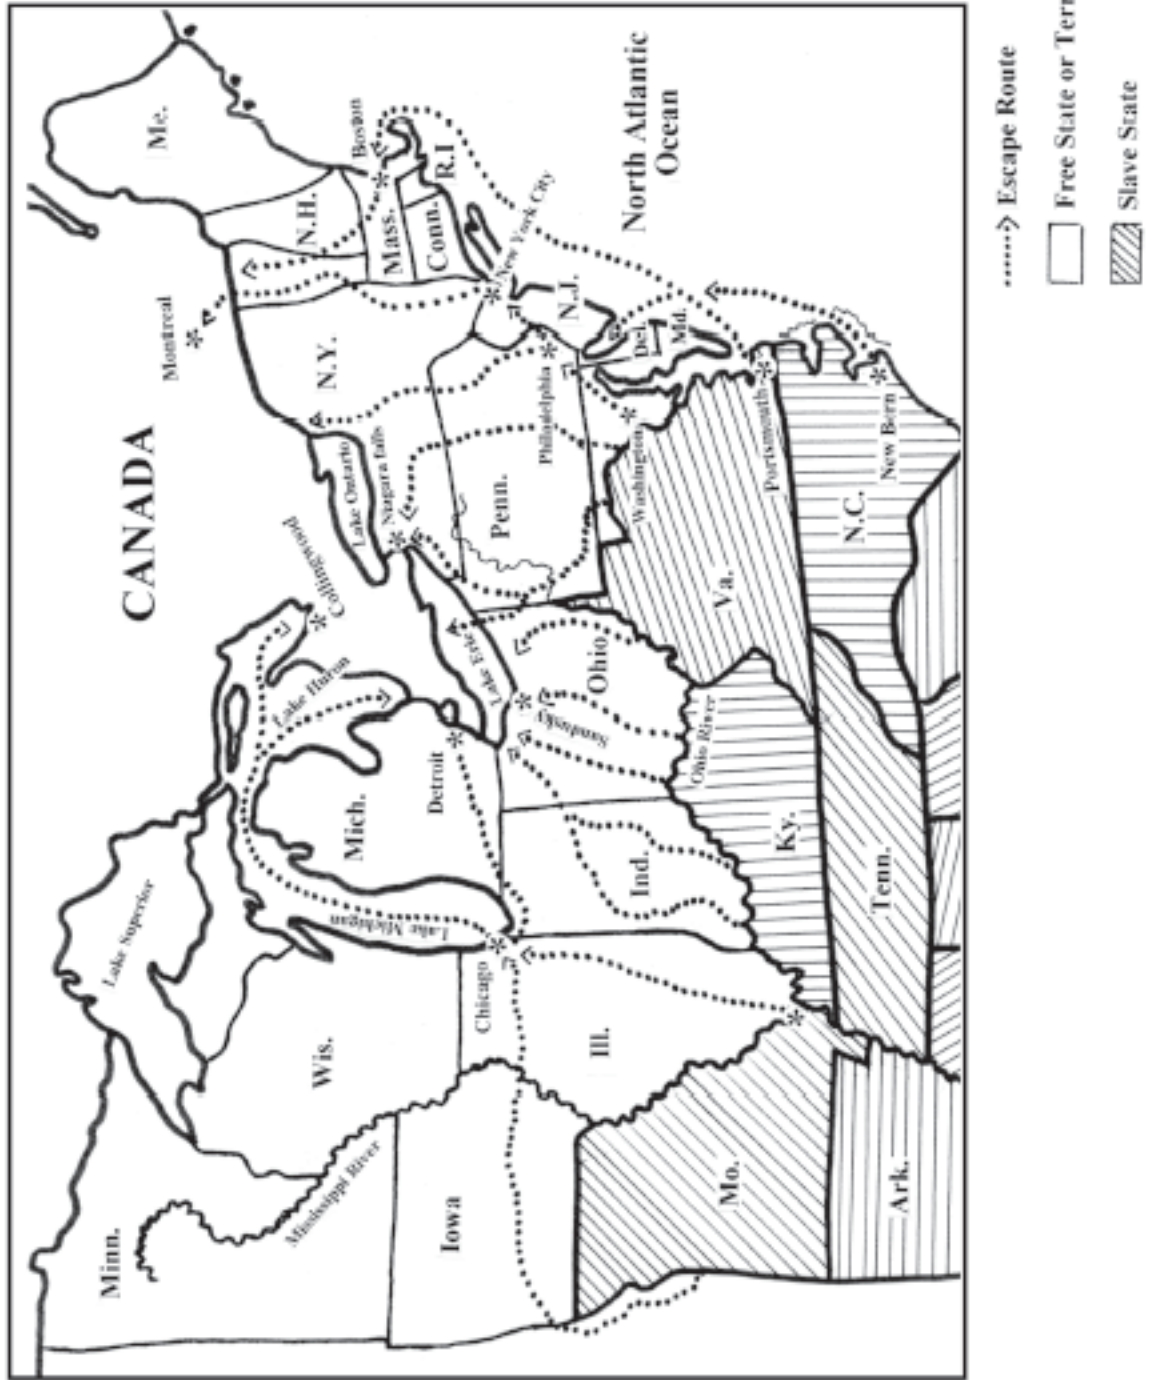 CANADA
Minn.
Lake Superior
Wis.
Mississippi River
Iowa
Chicago
Lake Michigan
Mich.
Detroit
Lake Huron
Collingwood
Lake Ontario
Niagara falls
Lake Erie
Montreal
Me.
N.H.
Boston
Mass.
Conn.
R.I
N.Y.
New York City
N.J.
Penn.
Philadelphia
Del.
Md.
Washington
Ohio
Sandusky
Ohio River
Ind.
Ill.
Mo.
Ky.
Va.
Portsmouth
New Bern
N.C.
Tenn.
Ark.
North Atlantic
Ocean
Escape Route
Free State or Terr
Slave State